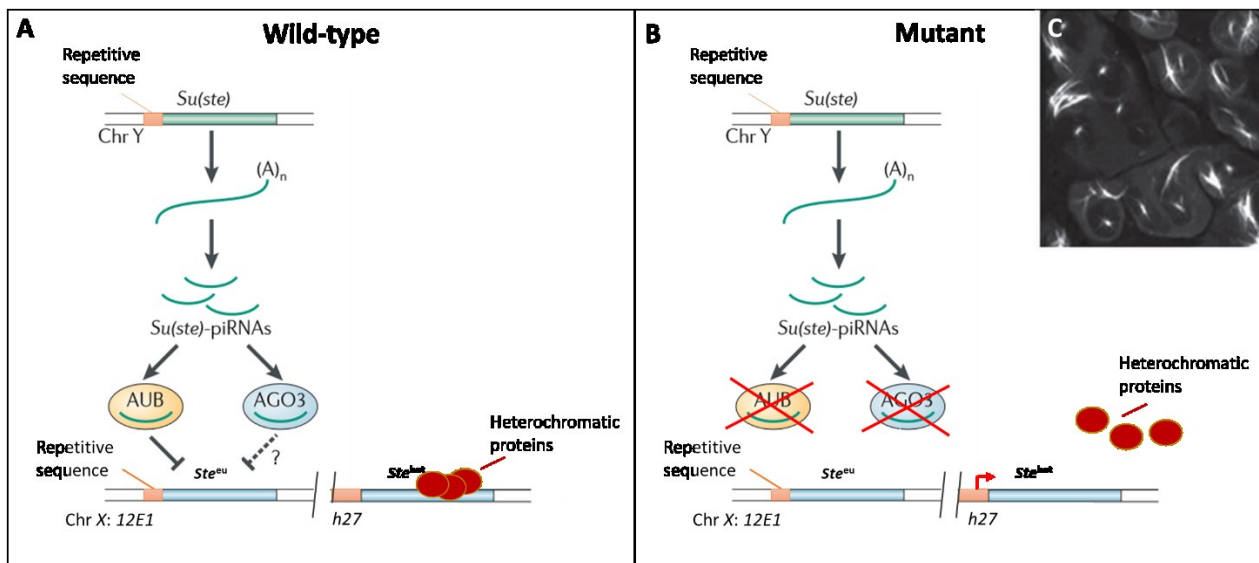 A
Wild-type
Repetitive
sequence
Su(ste)
Chr Y
(A)n
Su(ste)-piRNAs
AUB
AGO3
?
Heterochromatic
proteins
Repetitive
sequence
Ste^eu
Ste^het
Chr X: 12E1
h27
B
Mutant
C
Repetitive
sequence
Su(ste)
Chr Y
(A)n
Su(ste)-piRNAs
AUB
AGO3
Heterochromatic
proteins
Repetitive
sequence
Ste^eu
Ste^het
Chr X: 12E1
h27